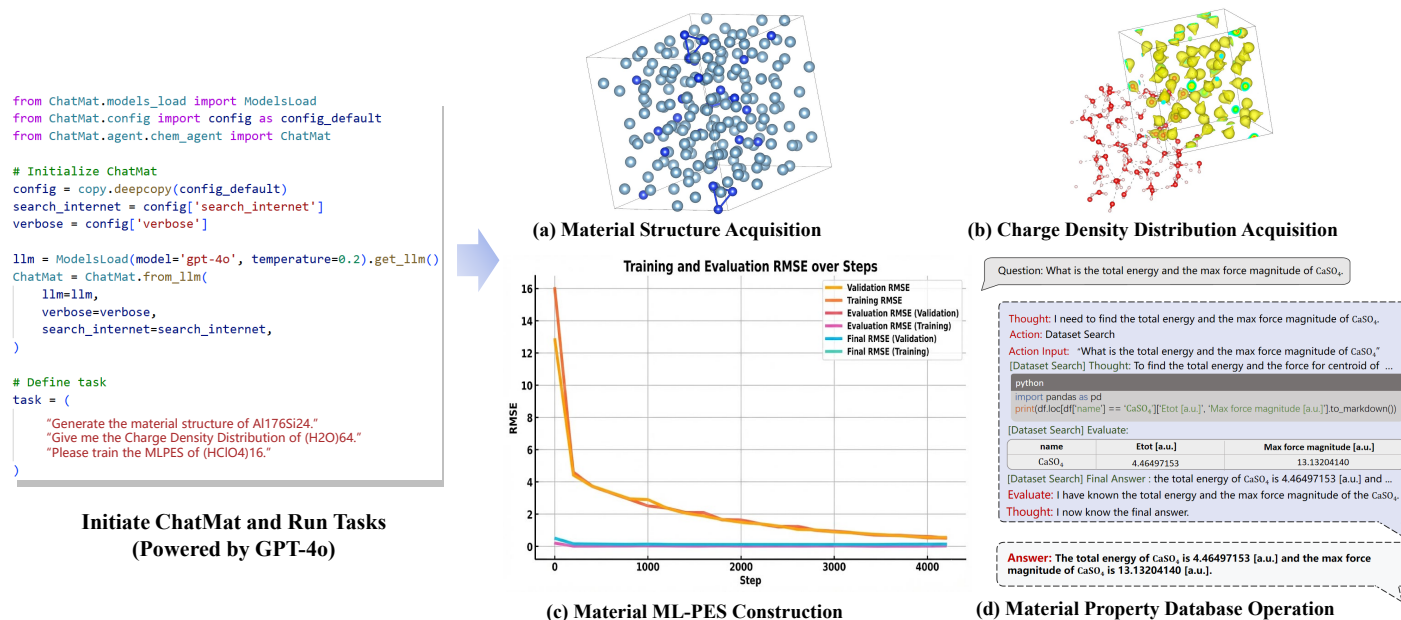 from ChatMat.models_load import ModelsLoad
from ChatMat.config import config as config_default
from ChatMat.agent.chem_agent import ChatMat
# Initialize ChatMat
config = copy.deepcopy(config_default)
search_internet = config['search_internet']
verbose = config['verbose']
llm = ModelsLoad(model='gpt-4o', temperature=0.2).get_llm()
ChatMat = ChatMat.from_llm(
llm=llm,
verbose=verbose,
search_internet=search_internet,
)
# Define task
task = (
"Generate the material structure of Al176Si24."
"Give me the Charge Density Distribution of (H2O)64."
"Please train the MLPES of (HClO4)16."
)
Initiate ChatMat and Run Tasks
(Powered by GPT-4o)
(a) Material Structure Acquisition
(b) Charge Density Distribution Acquisition
Training and Evaluation RMSE over Steps
Validation RMSE
Training RMSE
Evaluation RMSE (Validation)
Evaluation RMSE (Training)
Final RMSE (Validation)
Final RMSE (Training)
RMSE
16
14
12
10
8
6
4
2
0
0
1000
2000
3000
4000
Step
(c) Material ML-PES Construction
Question: What is the total energy and the max force magnitude of CaSO₄.
Thought: I need to find the total energy and the max force magnitude of CaSO₄.
Action: Dataset Search
Action Input: "What is the total energy and the max force magnitude of CaSO₄"
[Dataset Search] Thought: To find the total energy and the force for centroid of ...
python
import pandas as pd
print(df.loc[df['name'] == 'CaSO₄']['Etot [a.u.]', 'Max force magnitude [a.u.]'].to_markdown())
[Dataset Search] Evaluate:
name Etot [a.u.] Max force magnitude [a.u.]
CaSO₄ 4.46497153 13.13204140
[Dataset Search] Final Answer : the total energy of CaSO₄ is 4.46497153 [a.u.] and ...
Evaluate: I have known the total energy and the max force magnitude of the CaSO₄.
Thought: I now know the final answer.
Answer: The total energy of CaSO₄ is 4.46497153 [a.u.] and the max force
magnitude of CaSO₄ is 13.13204140 [a.u.].
(d) Material Property Database Operation